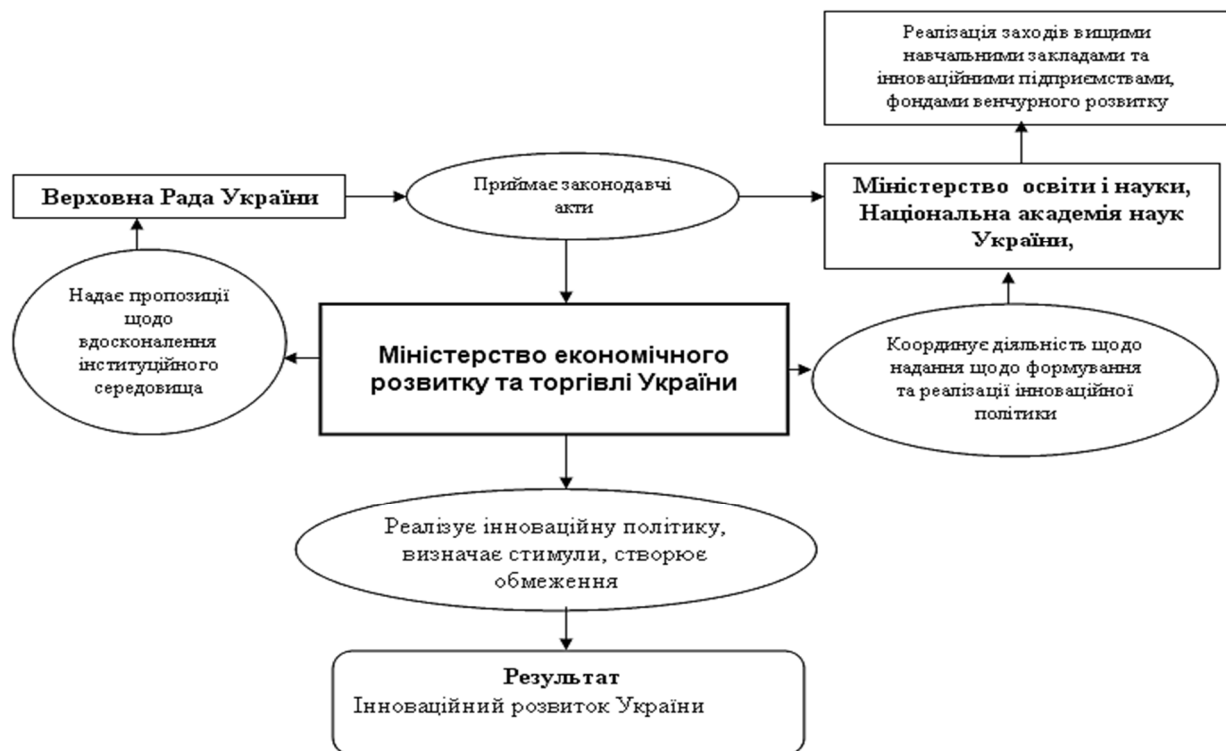 Реалізація заходів вищими
навчальними закладами та
інноваційними підприємствами,
фондами венчурного розвитку
Верховна Рада України
Приймає законодавчі
акти
Міністерство освіти і науки,
Національна академія наук
України,
Надає пропозиції
щодо
вдосконалення
інституційного
середовища
Міністерство економічного
розвитку та торгівлі України
Координує діяльність щодо
надання щодо формування
та реалізації інноваційної
політики
Реалізує інноваційну політику,
визначає стимули, створює
обмеження
Результат
Інноваційний розвиток України